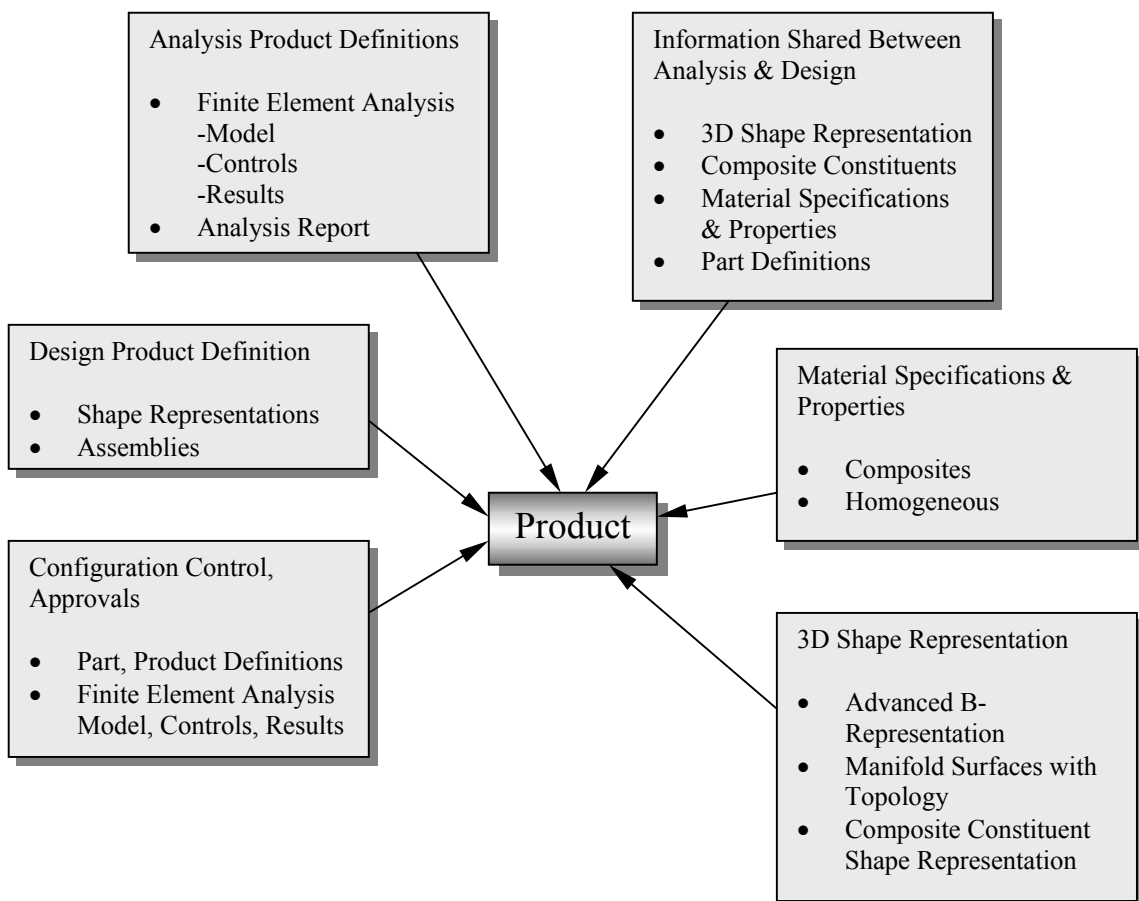 Analysis Product Definitions
• Finite Element Analysis
-Model
-Controls
-Results
• Analysis Report
Information Shared Between
Analysis & Design
• 3D Shape Representation
• Composite Constituents
• Material Specifications
& Properties
• Part Definitions
Design Product Definition
• Shape Representations
• Assemblies
Material Specifications &
Properties
• Composites
• Homogeneous
Product
Configuration Control,
Approvals
• Part, Product Definitions
• Finite Element Analysis
Model, Controls, Results
3D Shape Representation
• Advanced B-
Representation
• Manifold Surfaces with
Topology
• Composite Constituent
Shape Representation